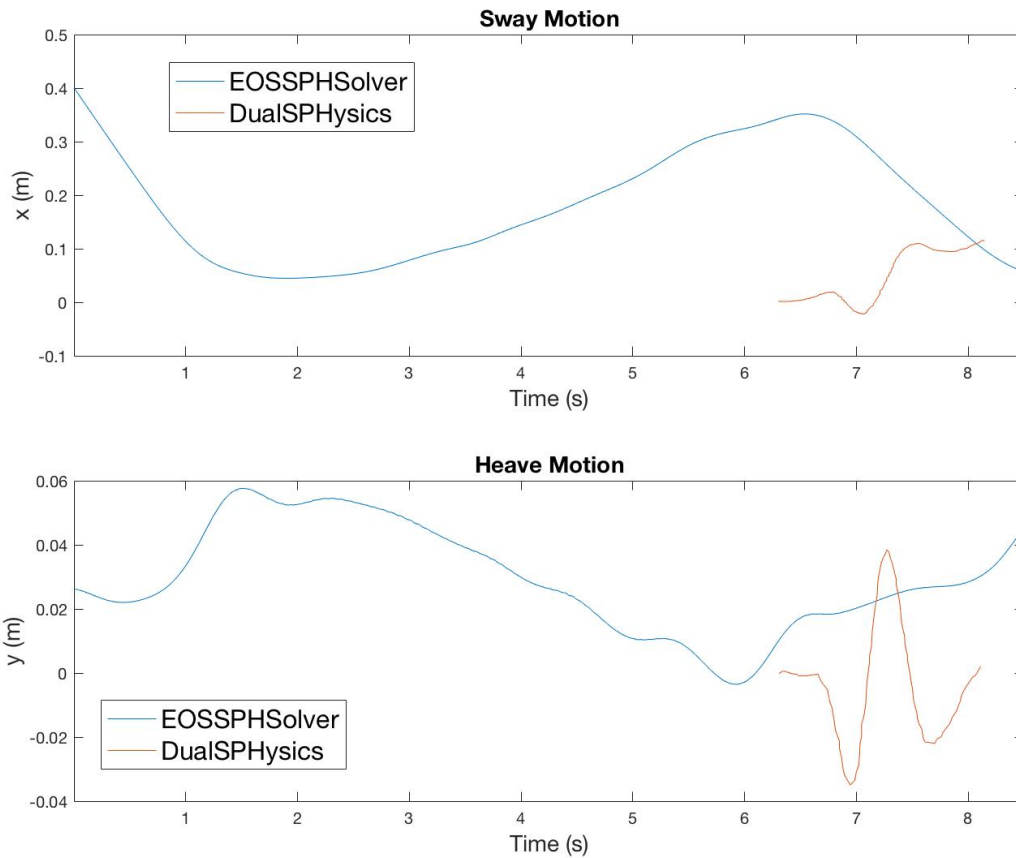 Sway Motion
0.5
0.4
0.3
0.2
0.1
0
-0.1
x (m)
EOSSPHSolver
DualSPHysics
1 2 3 4 5 6 7 8
Time (s)
Heave Motion
0.06
0.04
0.02
0
-0.02
-0.04
y (m)
EOSSPHSolver
DualSPHysics
1 2 3 4 5 6 7 8
Time (s)